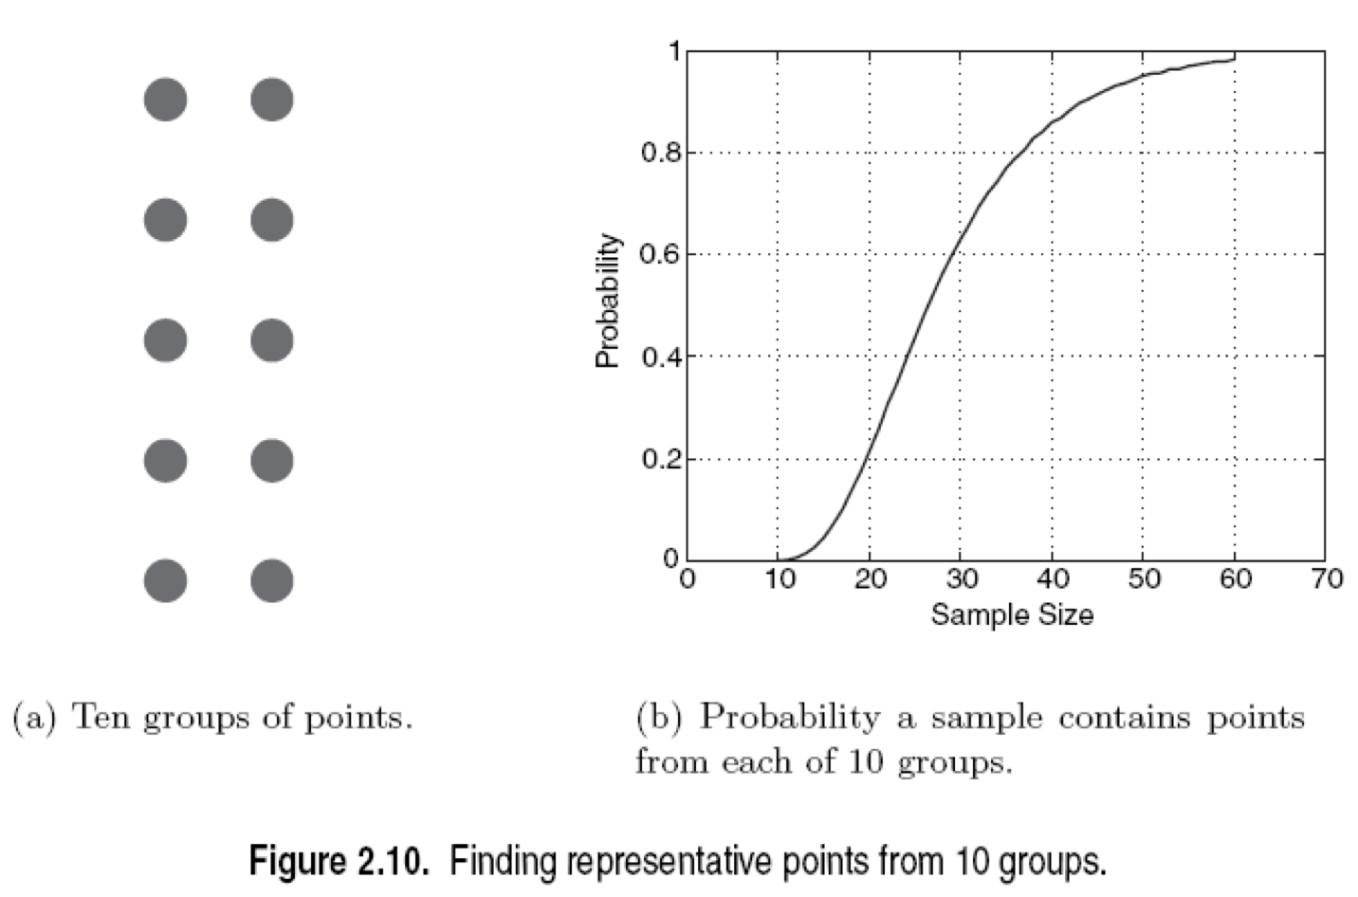 1
0.8
0.6
0.4
0.2
0
Probability
0 10 20 30 40 50 60 70
Sample Size
(a) Ten groups of points.
(b) Probability a sample contains points
from each of 10 groups.
Figure 2.10. Finding representative points from 10 groups.